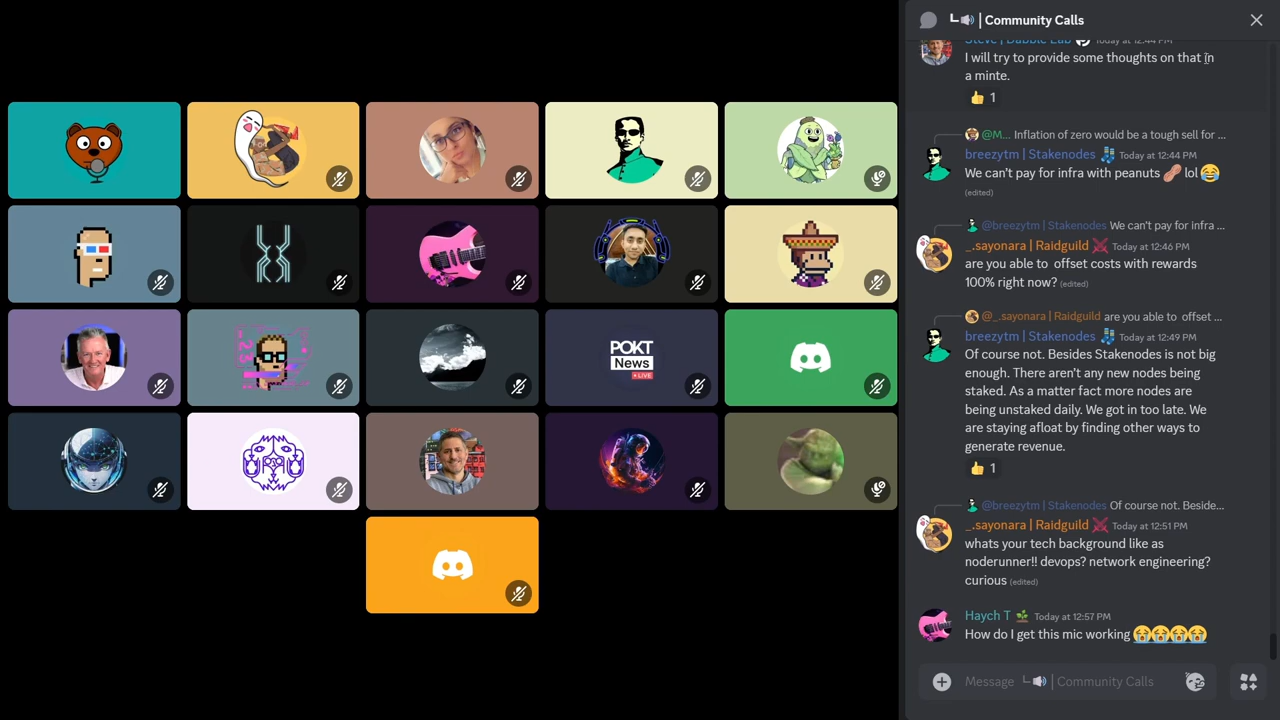 └🔊 | Community Calls
Steve | Dabble Lab Today at 12:44 PM
I will try to provide some thoughts on that in
a minte.
👍 1
@M... Inflation of zero would be a tough sell for ...
breezytm | Stakenodes 🧦 Today at 12:44 PM
We can't pay for infra with peanuts 🥜 lol 😂
(edited)
@breezytm | Stakenodes We can't pay for infra ...
_.sayonara | Raidguild ⚔ Today at 12:46 PM
are you able to offset costs with rewards
100% right now? (edited)
@_.sayonara | Raidguild are you able to offset ...
breezytm | Stakenodes 🧦 Today at 12:49 PM
Of course not. Besides Stakenodes is not big
enough. There aren't any new nodes being
staked. As a matter fact more nodes are
being unstaked daily. We got in too late. We
are staying afloat by finding other ways to
generate revenue.
👍 1
@breezytm | Stakenodes Of course not. Beside...
_.sayonara | Raidguild ⚔ Today at 12:51 PM
whats your tech background like as
noderunner!! devops? network engineering?
curious (edited)
Haych T 🌱 Today at 12:57 PM
How do I get this mic working 😭😭😭😭
Message └🔊 | Community Calls
POKT
News
LIVE